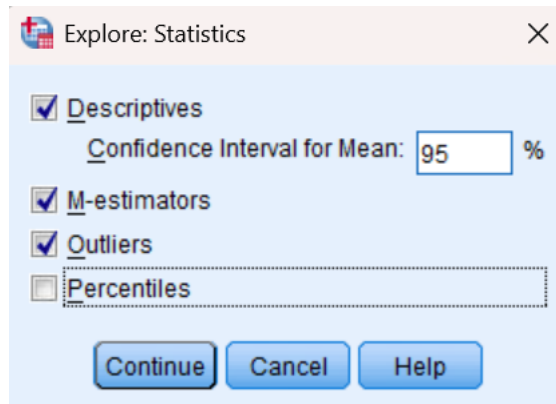 Explore: Statistics
Descriptives
Confidence Interval for Mean: 95 %
M-estimators
Outliers
Percentiles
Continue Cancel Help